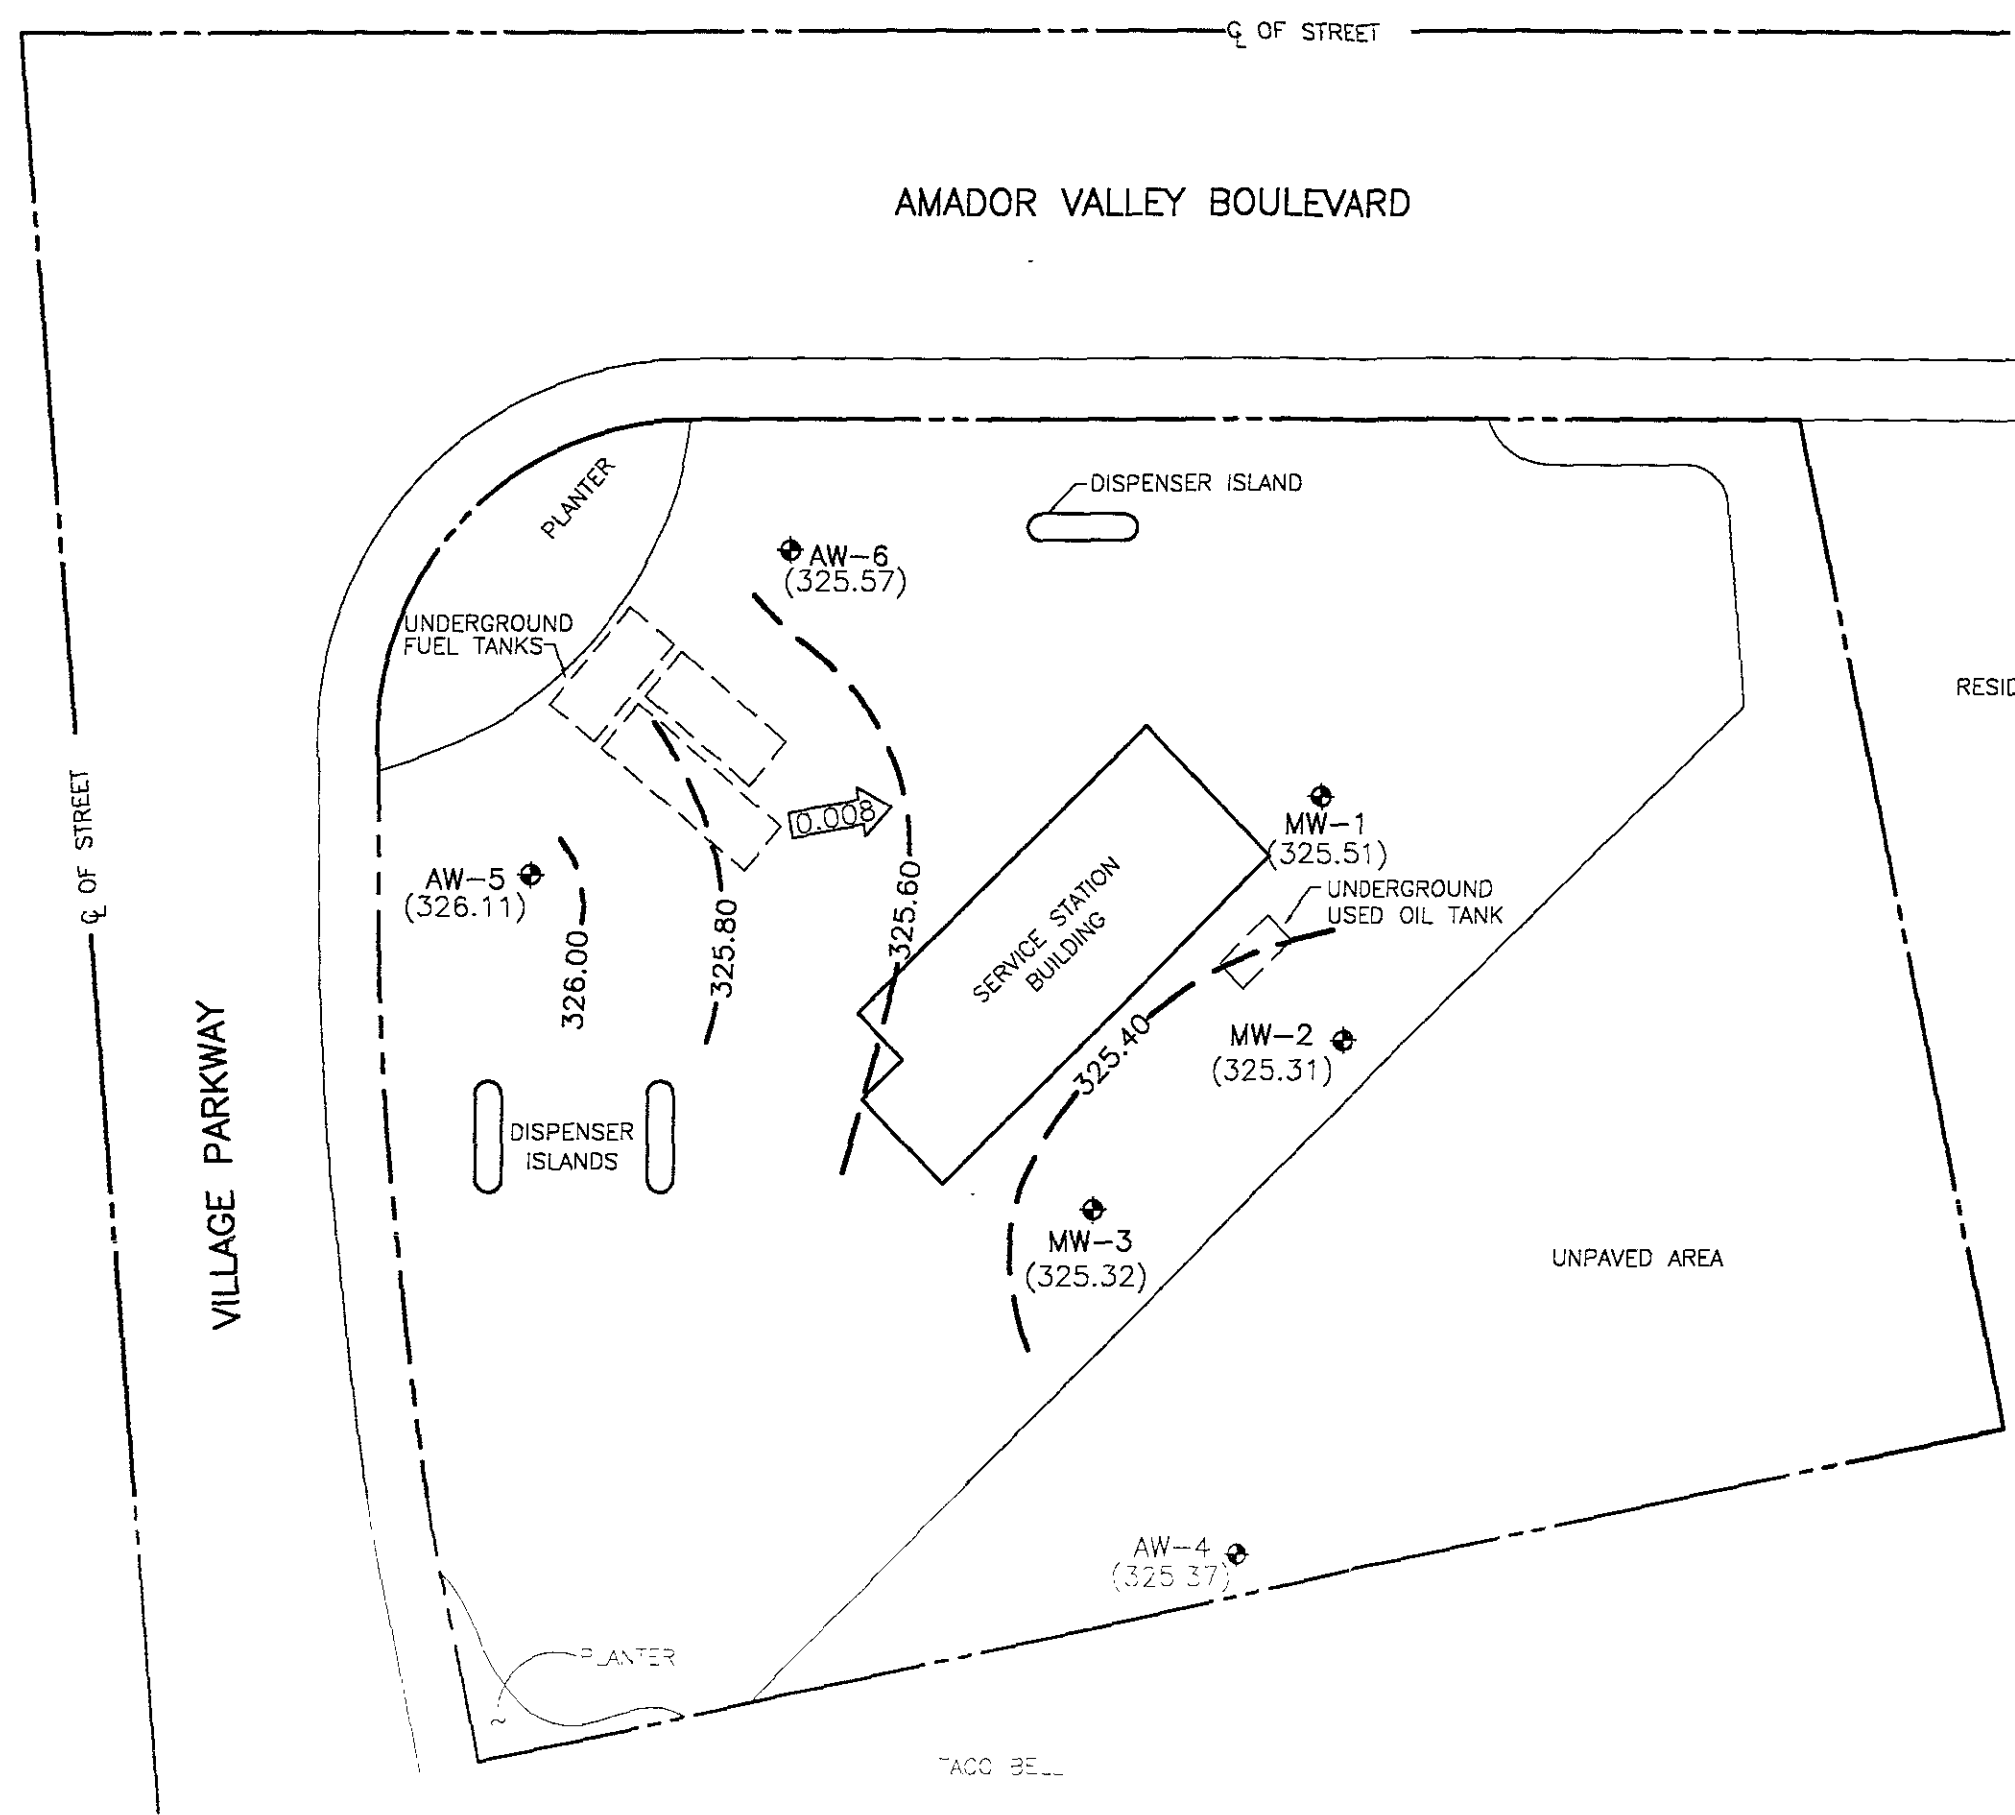 ℄ OF STREET
AMADOR VALLEY BOULEVARD
PLANTER
DISPENSER ISLAND
AW-6
(325.57)
UNDERGROUND
FUEL TANKS
RESID
℄ OF STREET
0.008
MW-1
(325.51)
AW-5
(326.11)
UNDERGROUND
USED OIL TANK
326.00
325.80
325.60
SERVICE STATION
BUILDING
325.40
MW-2
(325.31)
VILLAGE PARKWAY
DISPENSER
ISLANDS
MW-3
(325.32)
UNPAVED AREA
AW-4
(325 37)
PLANTER
TACO BELL